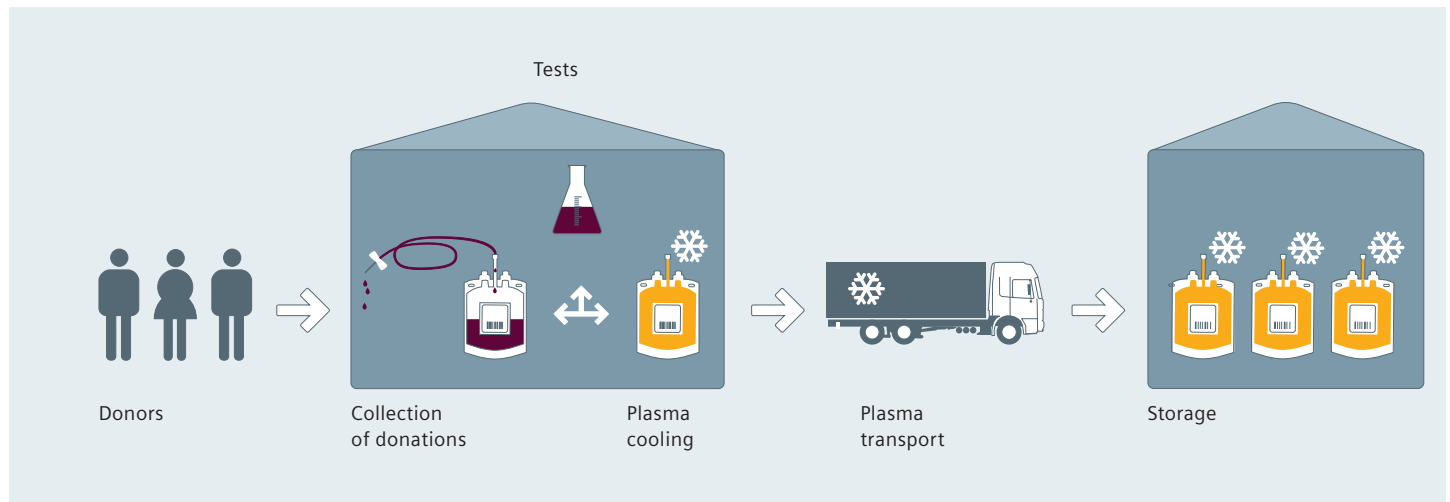 Tests
Donors
Collection
of donations
Plasma
cooling
Plasma
transport
Storage